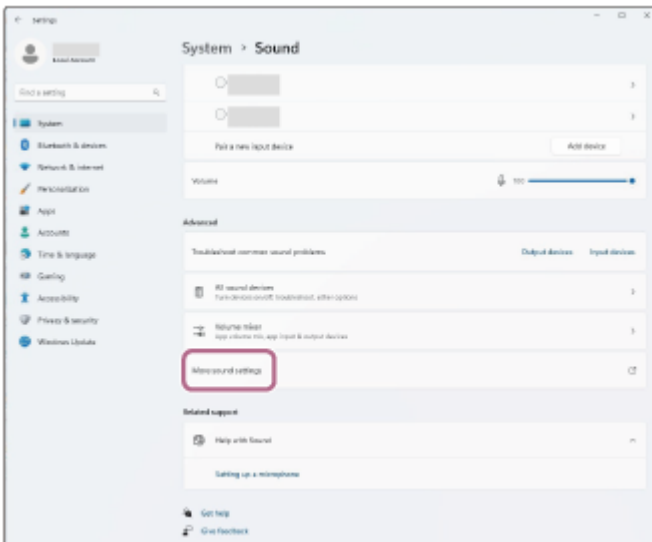 Settings
System > Sound
Local Account
Find a setting
System
Bluetooth & devices
Network & internet
Personalization
Apps
Accounts
Time & language
Gaming
Accessibility
Privacy & security
Windows Update
Pair a new input device
Add device
Volume
100
Advanced
Troubleshoot common sound problems
Output devices
Input devices
All sound devices
Turn devices on/off, troubleshoot, other options
Volume mixer
App volume mix, app input & output devices
More sound settings
Related support
Help with Sound
Setting up a microphone
Get help
Give feedback